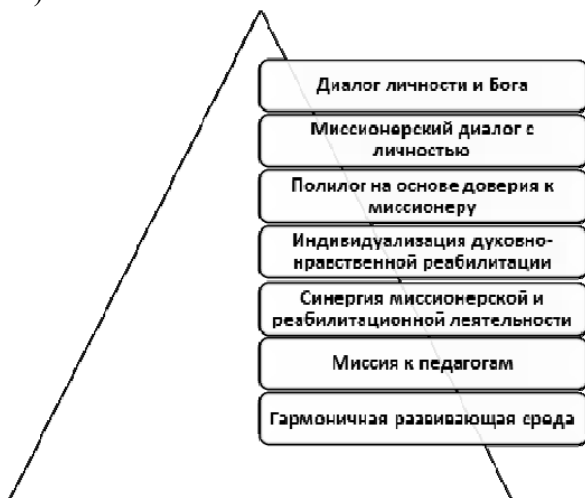 )
Диалог личности и Бога
Миссионерский диалог с
личностью
Полилог на основе доверия к
миссионеру
Индивидуализация духовно-
нравственной реабилитации
Синергия миссионерской и
реабилитационной деятельности
Миссия к педагогам
Гармоничная развивающая среда